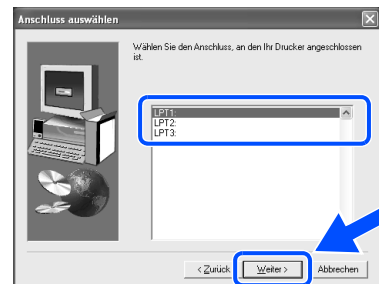 Anschluss auswählen
Wählen Sie den Anschluss, an den Ihr Drucker angeschlossen
ist.
LPT1:
LPT2:
LPT3:
< Zurück
Weiter >
Abbrechen